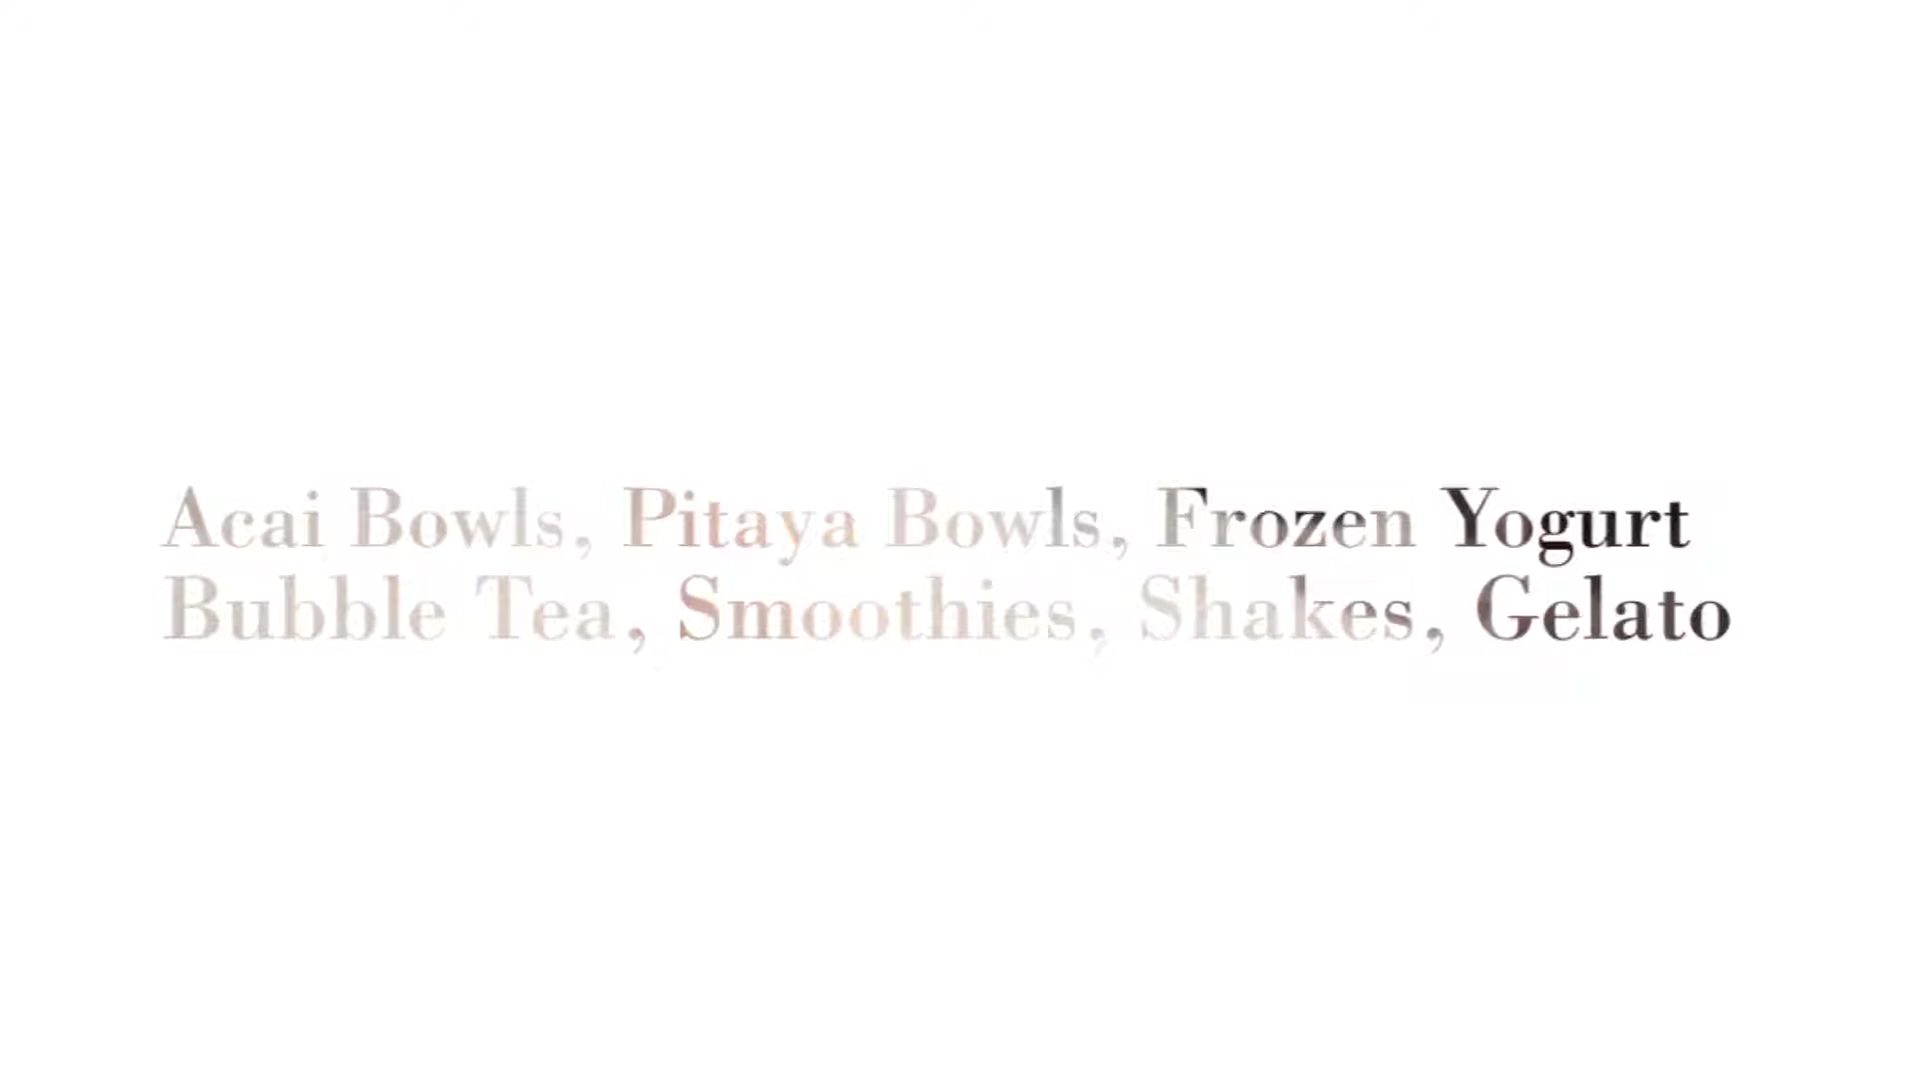 Acai Bowls, Pitaya Bowls, Frozen Yogurt
Bubble Tea, Smoothies, Shakes, Gelato